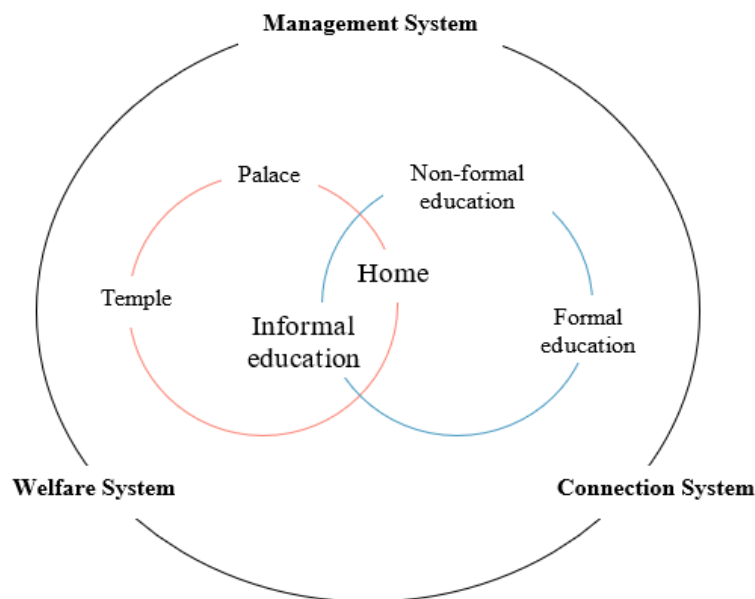 Management System
Palace
Non-formal
education
Home
Temple
Informal
education
Formal
education
Welfare System
Connection System